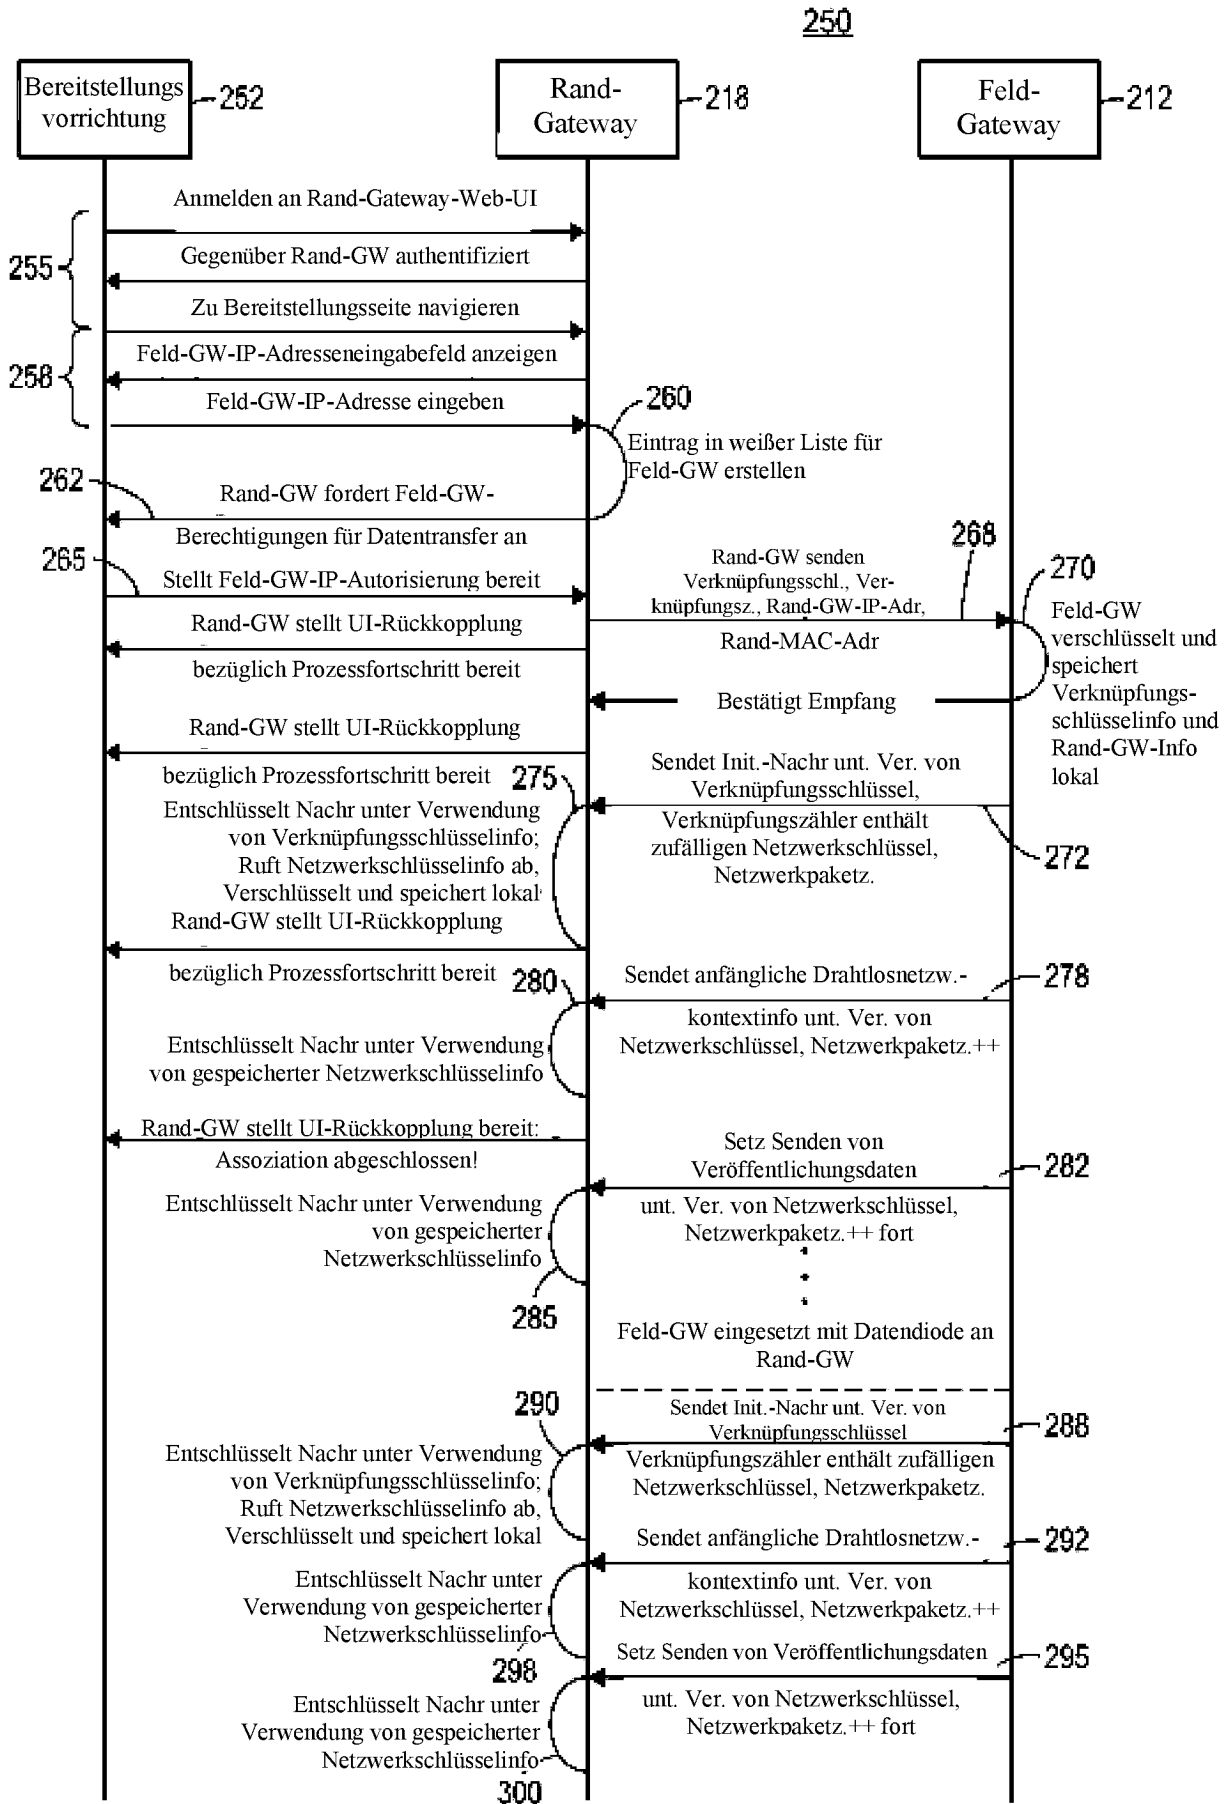 250
Bereitstellungs
vorrichtung
252
Rand-
Gateway
218
Feld-
Gateway
212
Anmelden an Rand-Gateway-Web-UI
Gegenüber Rand-GW authentifiziert
255
Zu Bereitstellungsseite navigieren
Feld-GW-IP-Adresseneingabefeld anzeigen
258
Feld-GW-IP-Adresse eingeben
260
Eintrag in weißer Liste für
Feld-GW erstellen
262
Rand-GW fordert Feld-GW-
Berechtigungen für Datentransfer an
265
Stellt Feld-GW-IP-Autorisierung bereit
268
Rand-GW senden
Verknüpfungsschl., Ver-
knüpfungsz., Rand-GW-IP-Adr,
Rand-MAC-Adr
270
Feld-GW
verschlüsselt und
speichert
Verknüpfungs-
schlüsselinfo und
Rand-GW-Info
lokal
Rand-GW stellt UI-Rückkopplung
bezüglich Prozessfortschritt bereit
Bestätigt Empfang
Rand-GW stellt UI-Rückkopplung
bezüglich Prozessfortschritt bereit
Sendet Init.-Nachr unt. Ver. von
Verknüpfungsschlüssel,
Verknüpfungszähler enthält
zufälligen Netzwerkschlüssel,
Netzwerkpaketz.
272
275
Entschlüsselt Nachr unter Verwendung
von Verknüpfungsschlüsselinfo;
Ruft Netzwerkschlüsselinfo ab,
Verschlüsselt und speichert lokal
Rand-GW stellt UI-Rückkopplung
bezüglich Prozessfortschritt bereit
Sendet anfängliche Drahtlosnetzw.-
kontextinfo unt. Ver. von
Netzwerkschlüssel, Netzwerkpaketz.++
278
280
Entschlüsselt Nachr unter Verwendung
von gespeicherter Netzwerkschlüsselinfo
Rand-GW stellt UI-Rückkopplung bereit:
Assoziation abgeschlossen!
Setz Senden von
Veröffentlichungsdaten
unt. Ver. von Netzwerkschlüssel,
Netzwerkpaketz.++ fort
282
Entschlüsselt Nachr unter Verwendung
von gespeicherter
Netzwerkschlüsselinfo
285
Feld-GW eingesetzt mit Datendiode an
Rand-GW
Sendet Init.-Nachr unt. Ver. von
Verknüpfungsschlüssel
Verknüpfungszähler enthält zufälligen
Netzwerkschlüssel, Netzwerkpaketz.
288
290
Entschlüsselt Nachr unter Verwendung
von Verknüpfungsschlüsselinfo;
Ruft Netzwerkschlüsselinfo ab,
Verschlüsselt und speichert lokal
Sendet anfängliche Drahtlosnetzw.-
kontextinfo unt. Ver. von
Netzwerkschlüssel, Netzwerkpaketz.++
292
Entschlüsselt Nachr unter
Verwendung von gespeicherter
Netzwerkschlüsselinfo
298
Setz Senden von Veröffentlichungsdaten
unt. Ver. von Netzwerkschlüssel,
Netzwerkpaketz.++ fort
295
Entschlüsselt Nachr unter
Verwendung von gespeicherter
Netzwerkschlüsselinfo
300